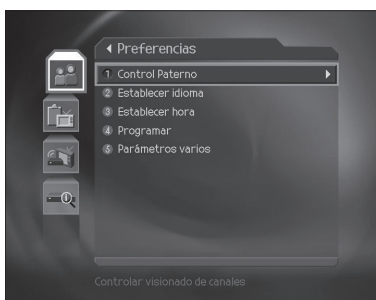 Preferencias
1 Control Paterno
2 Establecer idioma
3 Establecer hora
4 Programar
5 Parámetros varios
Controlar visionado de canales